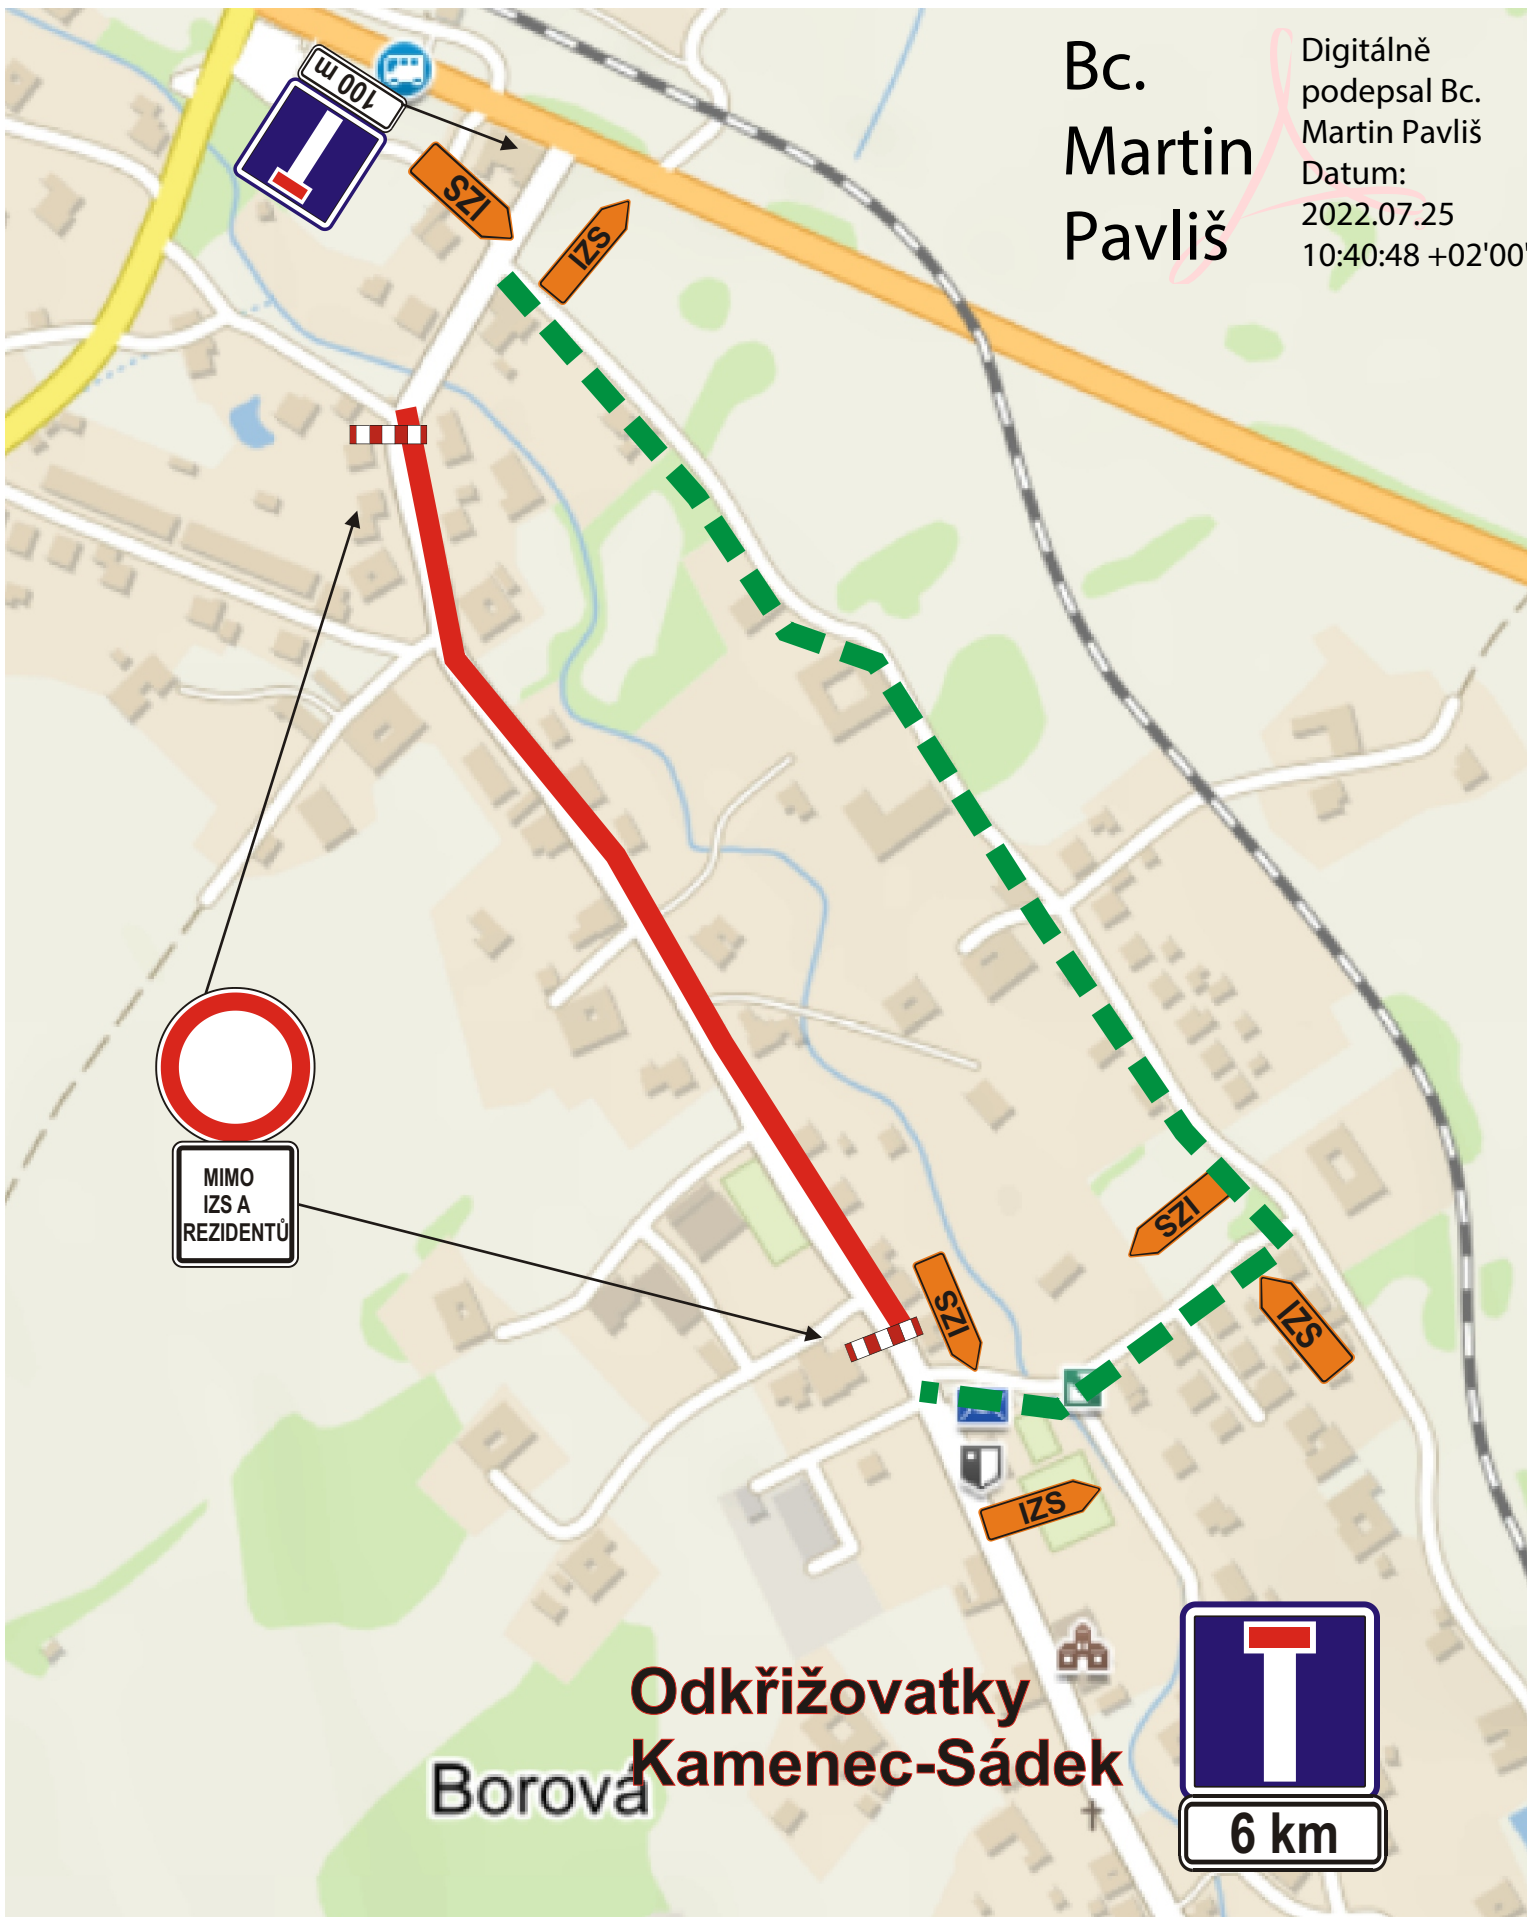 Bc.
Martin
Pavliš
Digitálně
podepsal Bc.
Martin Pavliš
Datum:
2022.07.25
10:40:48 +02'00'
100 m
IZS
IZS
MIMO
IZS A
REZIDENTŮ
IZS
IZS
IZS
IZS
Odkřižovatky
Kamenec-Sádek
Borová
6 km